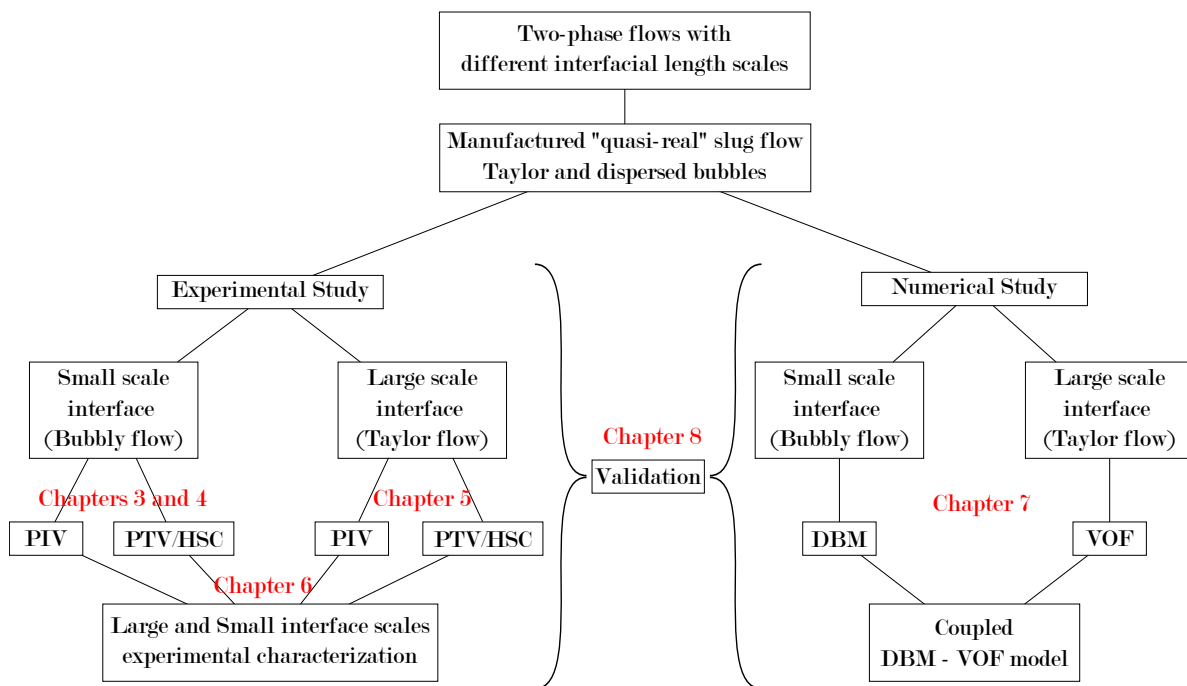 Two-phase flows with
different interfacial length scales
Manufactured "quasi-real" slug flow
Taylor and dispersed bubbles
Experimental Study
Numerical Study
Small scale
interface
(Bubbly flow)
Large scale
interface
(Taylor flow)
Small scale
interface
(Bubbly flow)
Large scale
interface
(Taylor flow)
Chapter 8
Validation
Chapters 3 and 4
Chapter 5
Chapter 7
PIV
PTV/HSC
PIV
PTV/HSC
DBM
VOF
Chapter 6
Large and Small interface scales
experimental characterization
Coupled
DBM - VOF model